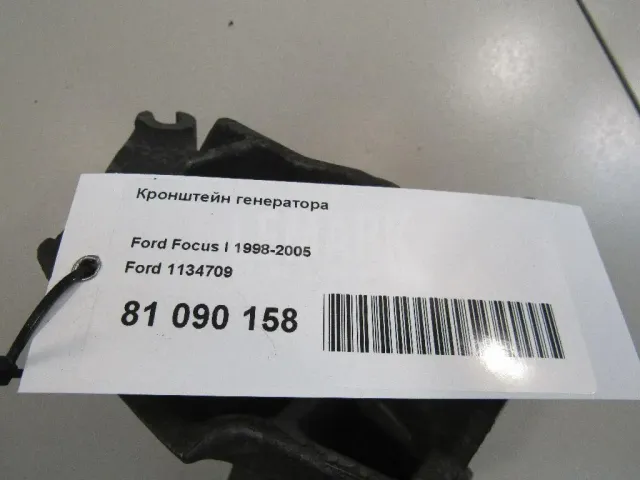 Кронштейн генератора
Ford Focus I 1998-2005
Ford 1134709
81 090 158